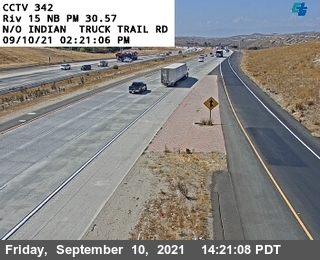 CCTV 342
Riv 15 NB PM 30.57
N/O INDIAN TRUCK TRAIL RD
09/10/21 02:21:06 PM
Friday, September 10, 2021 14:21:08 PDT